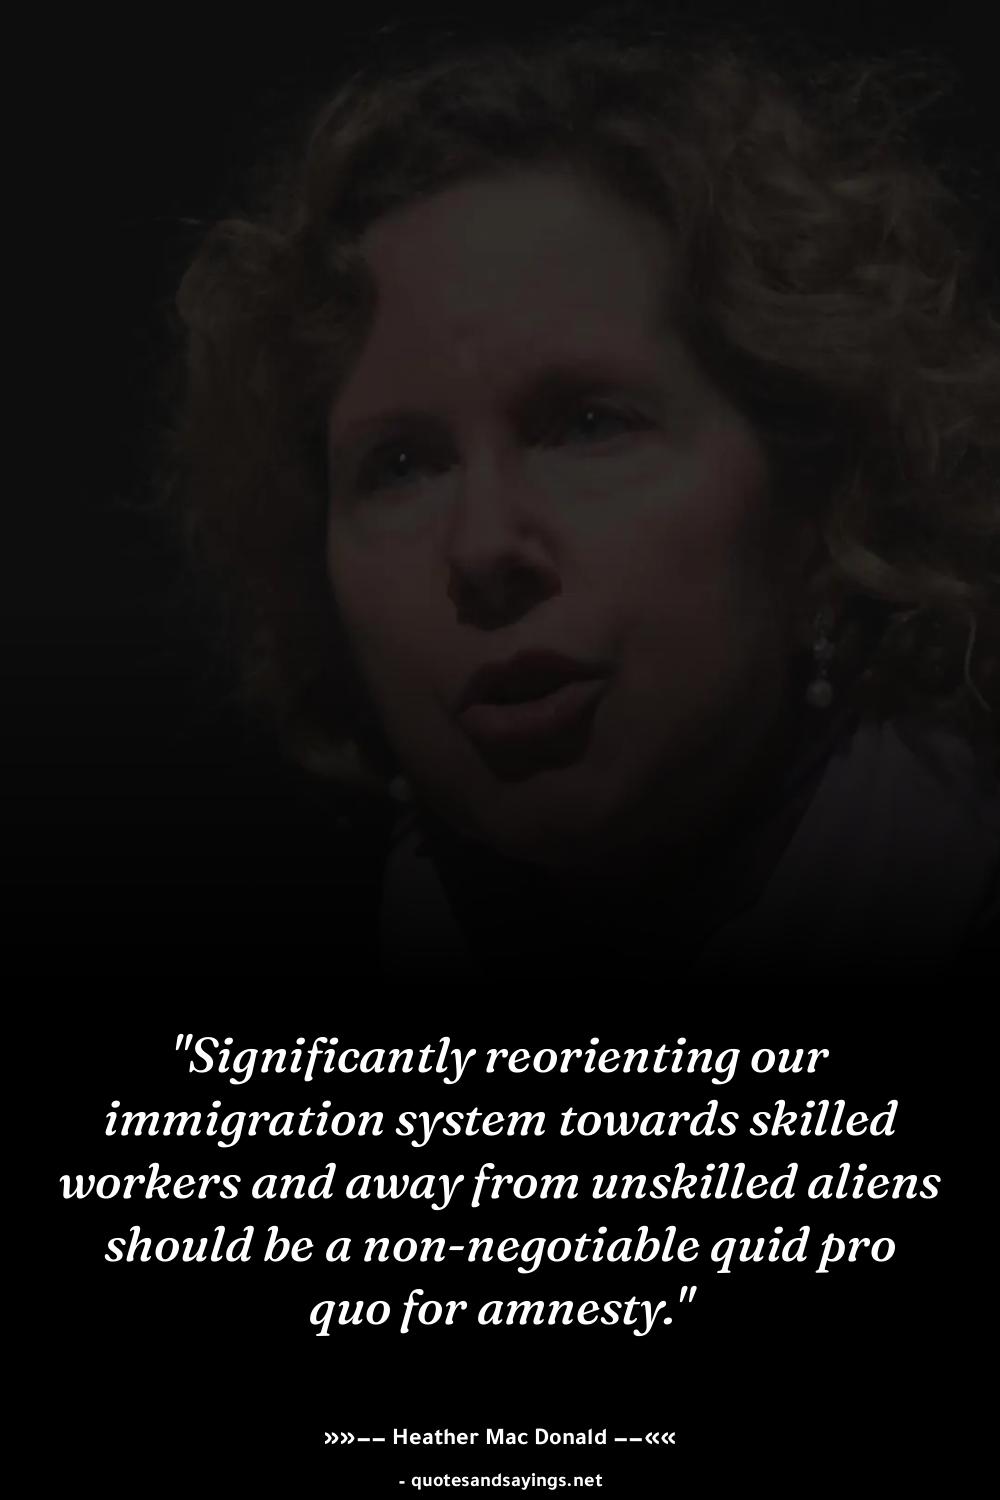 "Significantly reorienting our
immigration system towards skilled
workers and away from unskilled aliens
should be a non-negotiable quid pro
quo for amnesty."
»»–– Heather Mac Donald ––««
- quotesandsayings.net